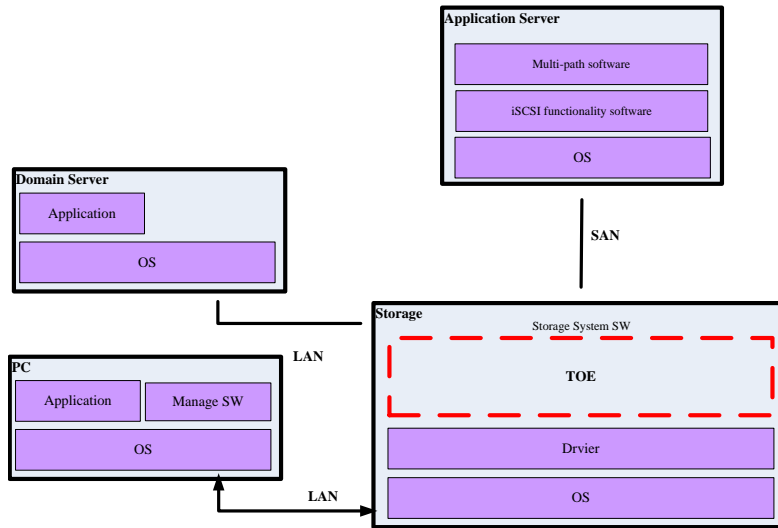 Application Server
Multi-path software
iSCSI functionality software
OS
Domain Server
Application
OS
SAN
Storage
Storage System SW
TOE
Drvier
OS
LAN
PC
Application
Manage SW
OS
LAN